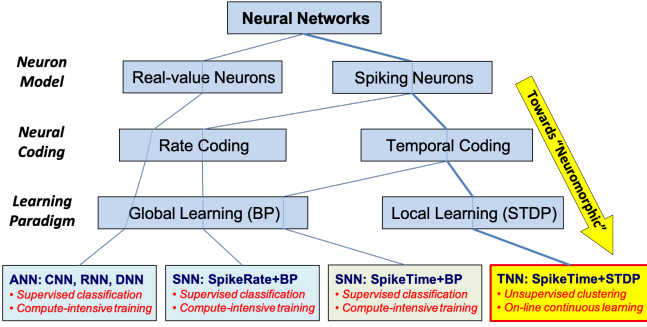 Neural Networks
Neuron
Model
Real-value Neurons
Spiking Neurons
Towards "Neuromorphic"
Neural
Coding
Rate Coding
Temporal Coding
Learning
Paradigm
Global Learning (BP)
Local Learning (STDP)
ANN: CNN, RNN, DNN
• Supervised classification
• Compute-intensive training
SNN: SpikeRate+BP
• Supervised classification
• Compute-intensive training
SNN: SpikeTime+BP
• Supervised classification
• Compute-intensive training
TNN: SpikeTime+STDP
• Unsupervised clustering
• On-line continuous learning